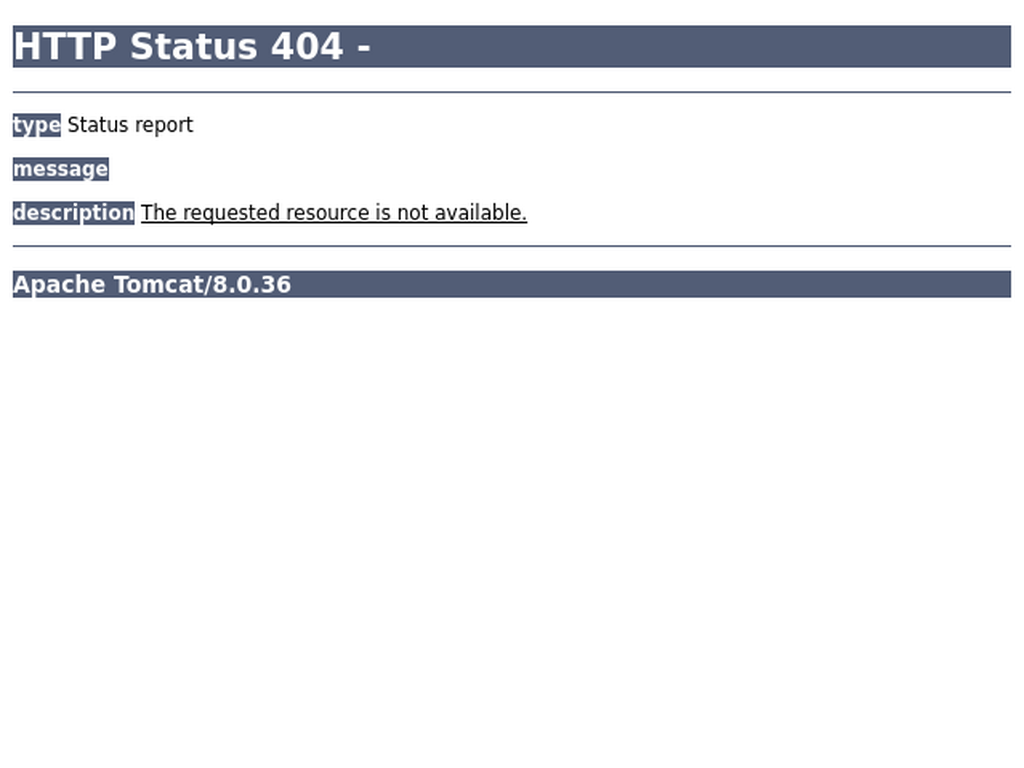 HTTP Status 404 -
type Status report
message
description The requested resource is not available.
Apache Tomcat/8.0.36